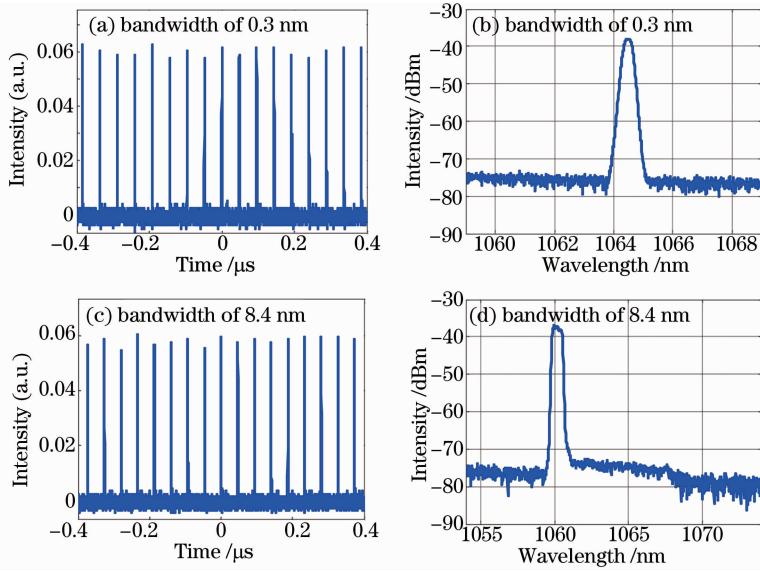 (a) bandwidth of 0.3 nm
Intensity (a.u.)
0.06
0.04
0.02
0
−0.4 −0.2 0 0.2 0.4
Time /μs
(b) bandwidth of 0.3 nm
Intensity /dBm
−30
−40
−50
−60
−70
−80
−90
1060 1062 1064 1066 1068
Wavelength /nm
(c) bandwidth of 8.4 nm
Intensity (a.u.)
0.06
0.04
0.02
0
−0.4 −0.2 0 0.2 0.4
Time /μs
(d) bandwidth of 8.4 nm
Intensity /dBm
−30
−40
−50
−60
−70
−80
−90
1055 1060 1065 1070
Wavelength /nm